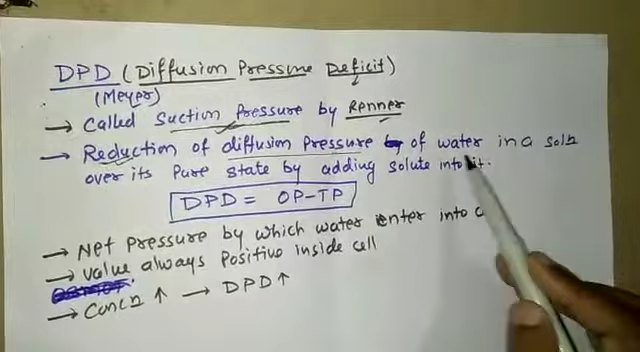 DPD (Diffusion Pressure Deficit)
(Meyer)
→ Called Suction Pressure by Renner
→ Reduction of diffusion Pressure of water in a soln
over its Pure state by adding solute into it.
DPD = OP-TP
→ Net pressure by which water enter into
→ value always Positive inside cell
→ Concn ↑ → DPD ↑